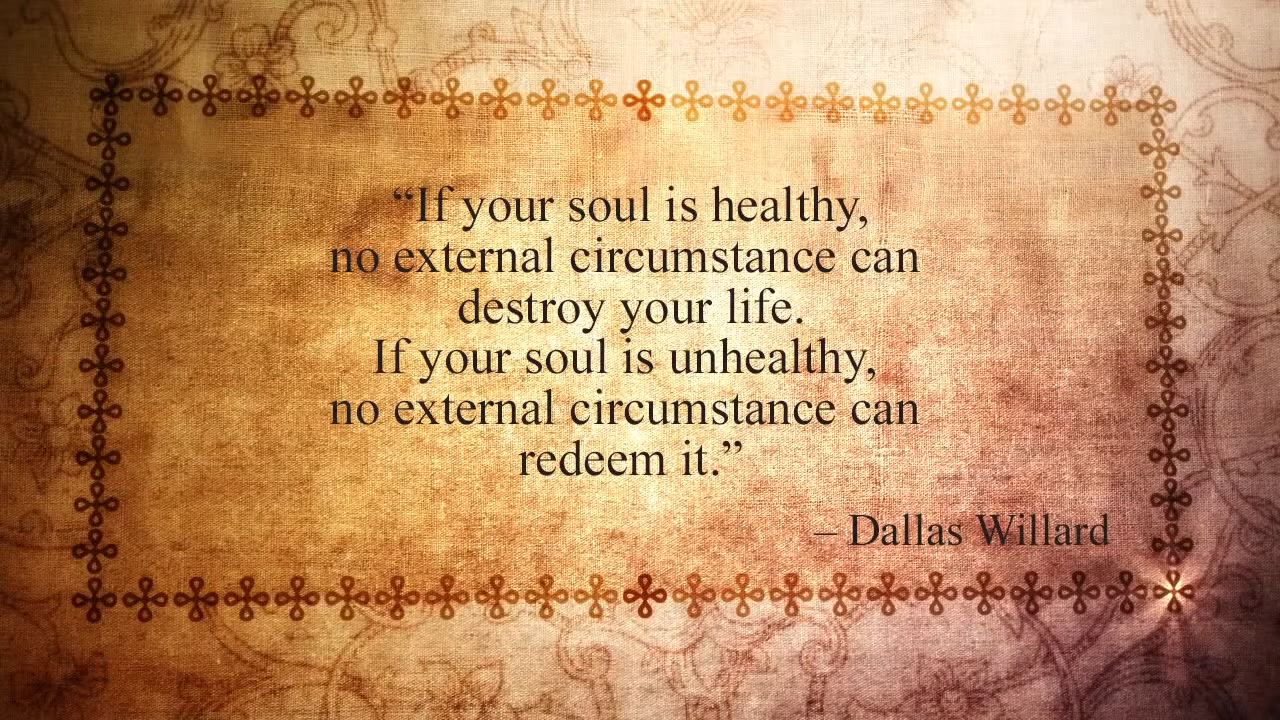 “If your soul is healthy,
no external circumstance can
destroy your life.
If your soul is unhealthy,
no external circumstance can
redeem it.”
– Dallas Willard